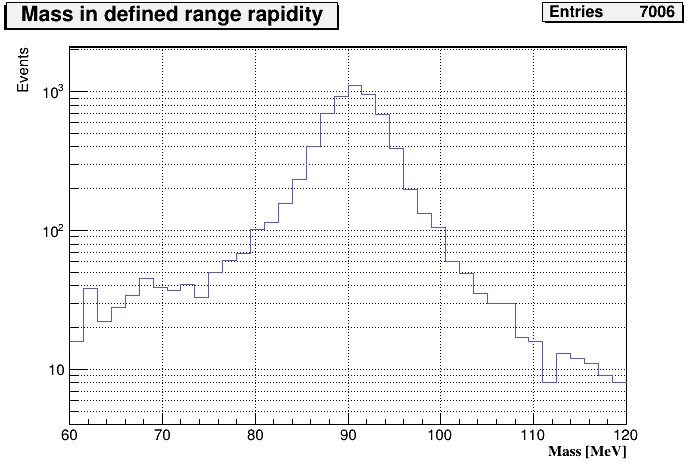 Mass in defined range rapidity
Entries 7006
Events
10³
10²
10
60 70 80 90 100 110 120
Mass [MeV]